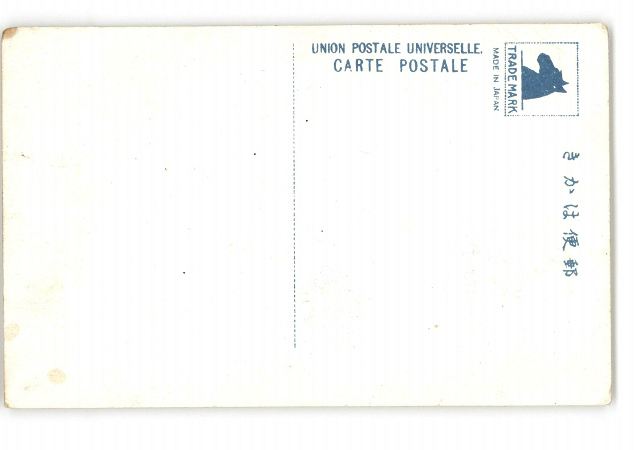 UNION POSTALE UNIVERSELLE.
CARTE POSTALE
TRADE MARK
MADE IN JAPAN
きかは便郵